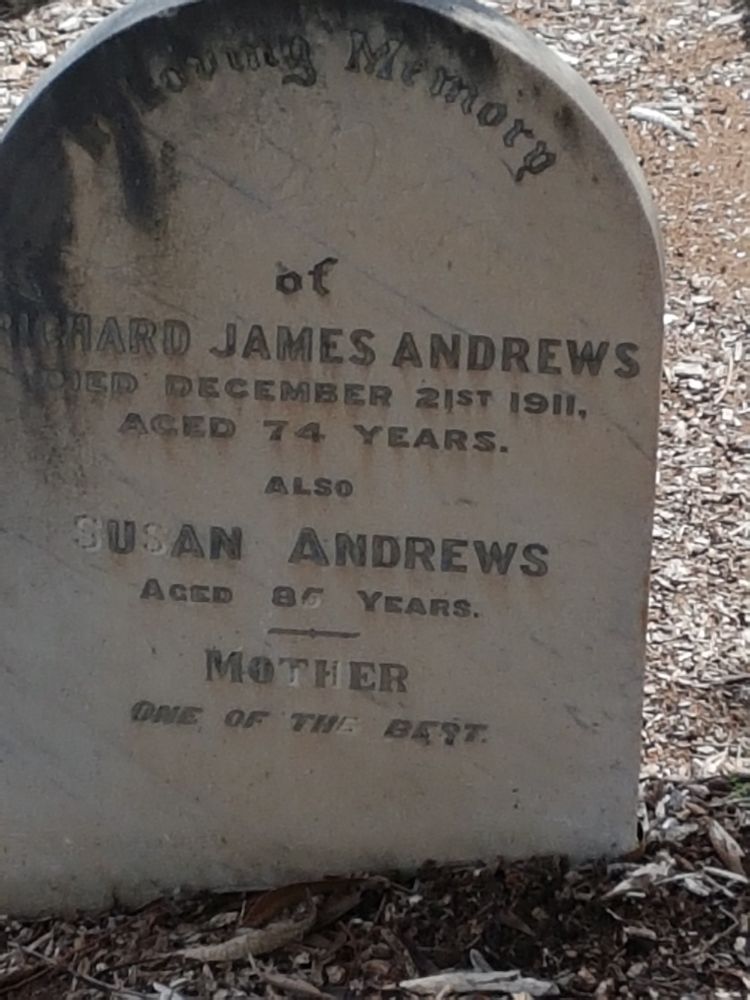 Loving Memory
of
RICHARD JAMES ANDREWS
DIED DECEMBER 21ST 1911,
AGED 74 YEARS.
ALSO
SUSAN ANDREWS
AGED 85 YEARS.
MOTHER
ONE OF THE BEST.